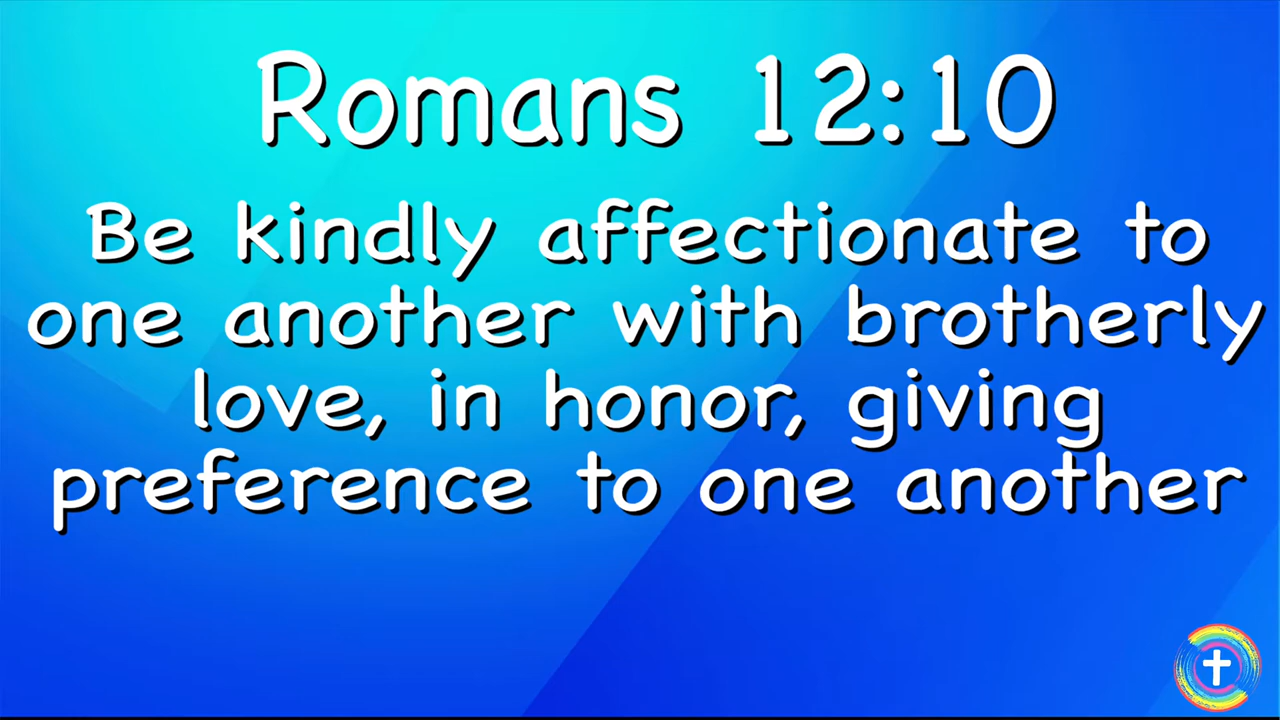 Romans 12:10
Be kindly affectionate to
one another with brotherly
love, in honor, giving
preference to one another